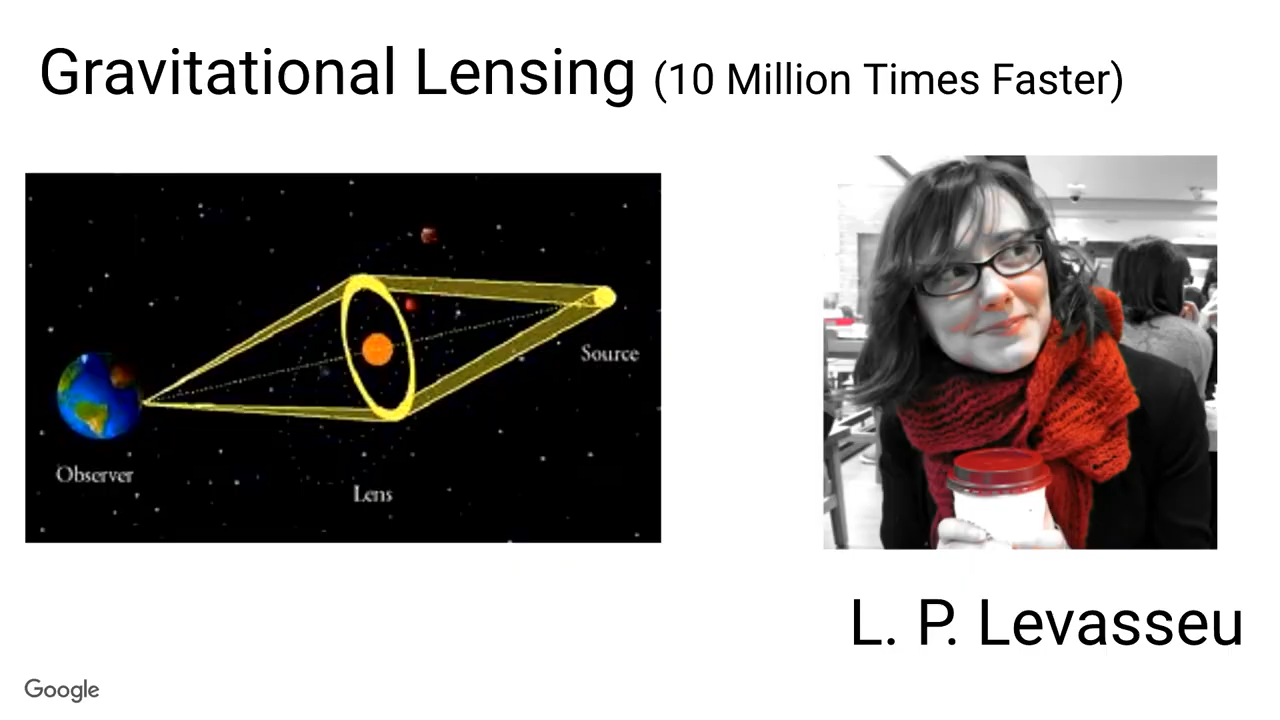 Gravitational Lensing (10 Million Times Faster)
Source
Observer
Lens
L. P. Levasseu
Google